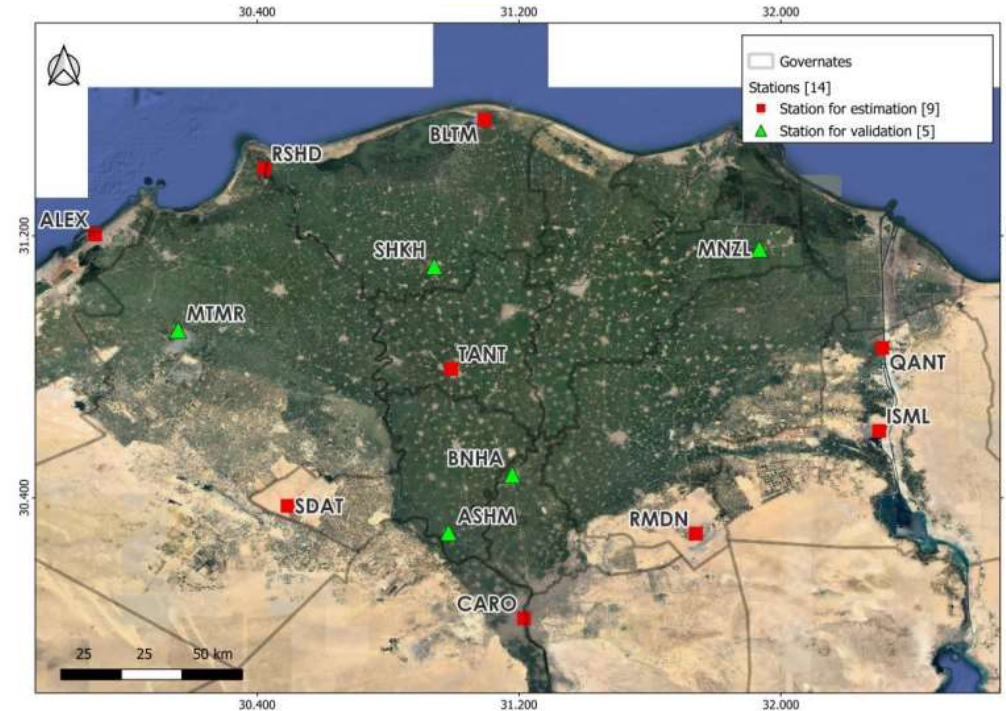 30.400 31.200 32.000
Governates
Stations [14]
Station for estimation [9]
Station for validation [5]
BLTM
RSHD
ALEX
31.200
SHKH
MNZL
MTMR
TANT
QANT
ISML
BNHA
30.400
SDAT
ASHM
RMDN
CARO
25 25 50 km
30.400 31.200 32.000